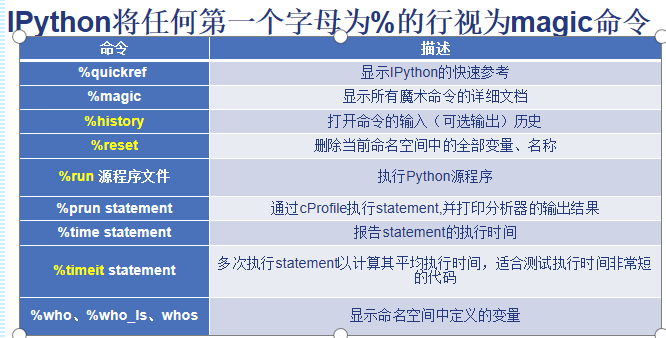 IPython将任何第一个字母为%的行视为magic命令
命令 描述
%quickref 显示IPython的快速参考
%magic 显示所有魔术命令的详细文档
%history 打开命令的输入（可选输出）历史
%reset 删除当前命名空间中的全部变量、名称
%run 源程序文件 执行Python源程序
%prun statement 通过cProfile执行statement,并打印分析器的输出结果
%time statement 报告statement的执行时间
%timeit statement 多次执行statement以计算其平均执行时间，适合测试执行时间非常短
的代码
%who、%who_ls、whos 显示命名空间中定义的变量